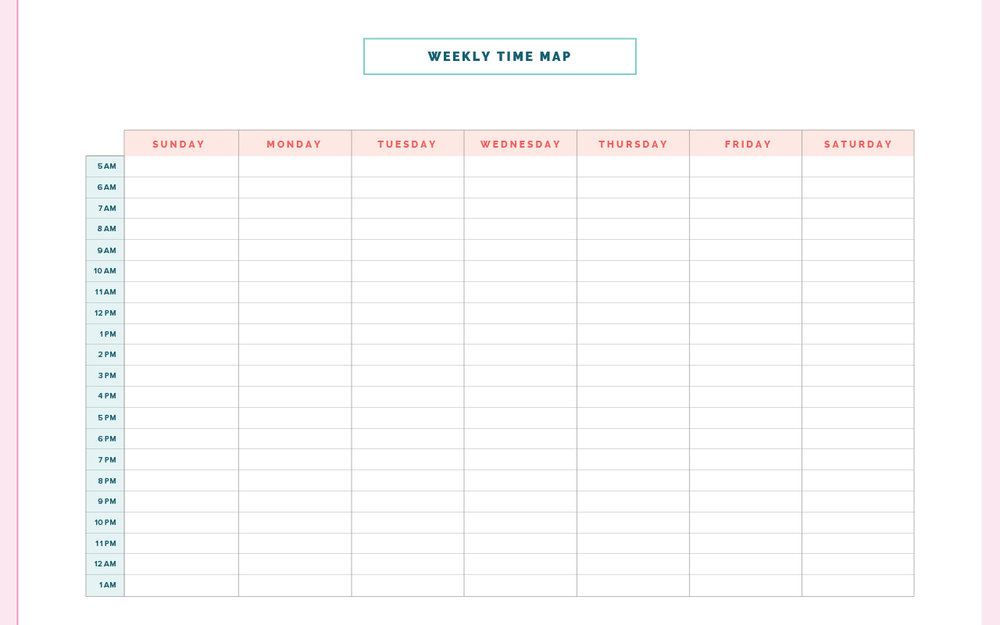 WEEKLY TIME MAP
SUNDAY MONDAY TUESDAY WEDNESDAY THURSDAY FRIDAY SATURDAY
5 AM
6 AM
7 AM
8 AM
9 AM
10 AM
11 AM
12 PM
1 PM
2 PM
3 PM
4 PM
5 PM
6 PM
7 PM
8 PM
9 PM
10 PM
11 PM
12 AM
1 AM